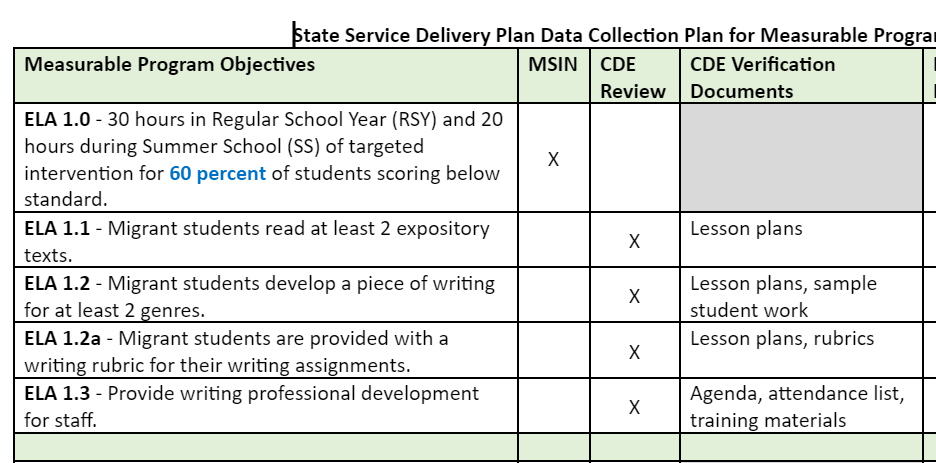 State Service Delivery Plan Data Collection Plan for Measurable
Measurable Program Objectives MSIN CDE Review CDE Verification Documents
ELA 1.0 - 30 hours in Regular School Year (RSY) and 20
hours during Summer School (SS) of targeted
intervention for 60 percent of students scoring below
standard.
X
ELA 1.1 - Migrant students read at least 2 expository
texts.
X
Lesson plans
ELA 1.2 - Migrant students develop a piece of writing
for at least 2 genres.
X
Lesson plans, sample
student work
ELA 1.2a - Migrant students are provided with a
writing rubric for their writing assignments.
X
Lesson plans, rubrics
ELA 1.3 - Provide writing professional development
for staff.
X
Agenda, attendance list,
training materials